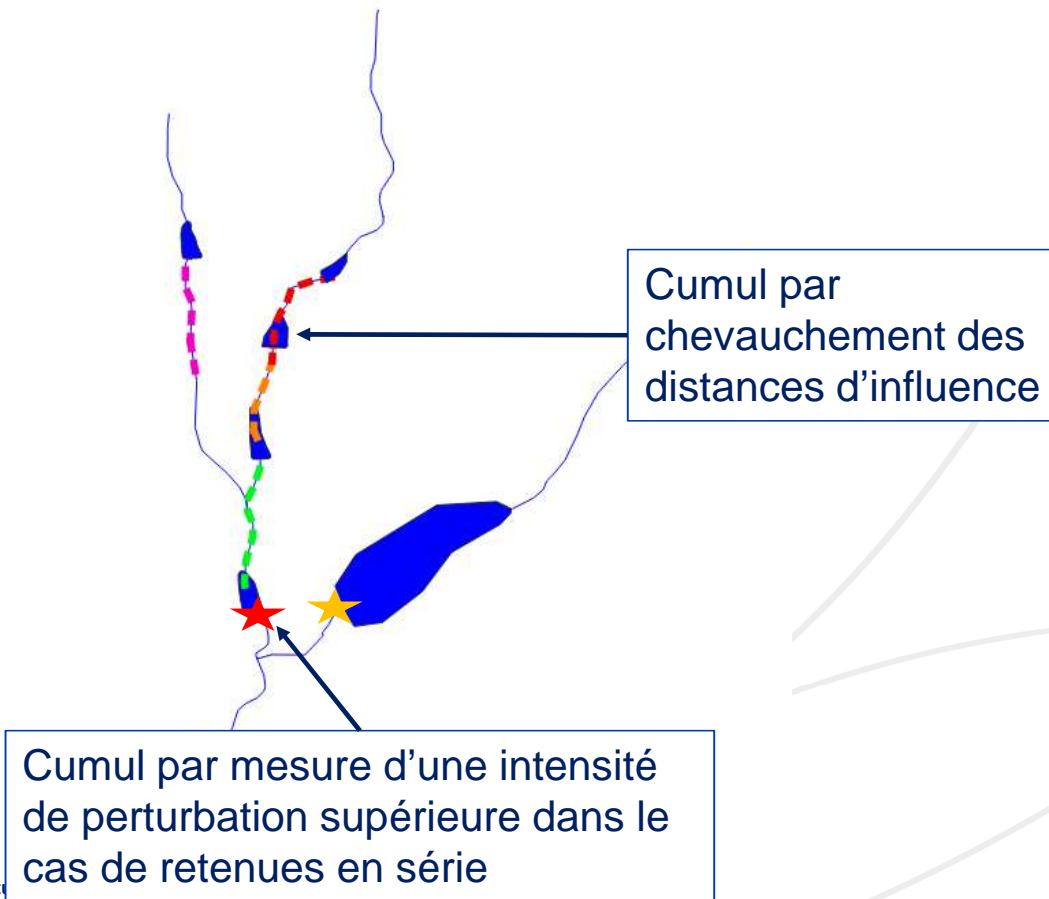 Cumul par
chevauchement des
distances d’influence
Cumul par mesure d’une intensité
de perturbation supérieure dans le
cas de retenues en série